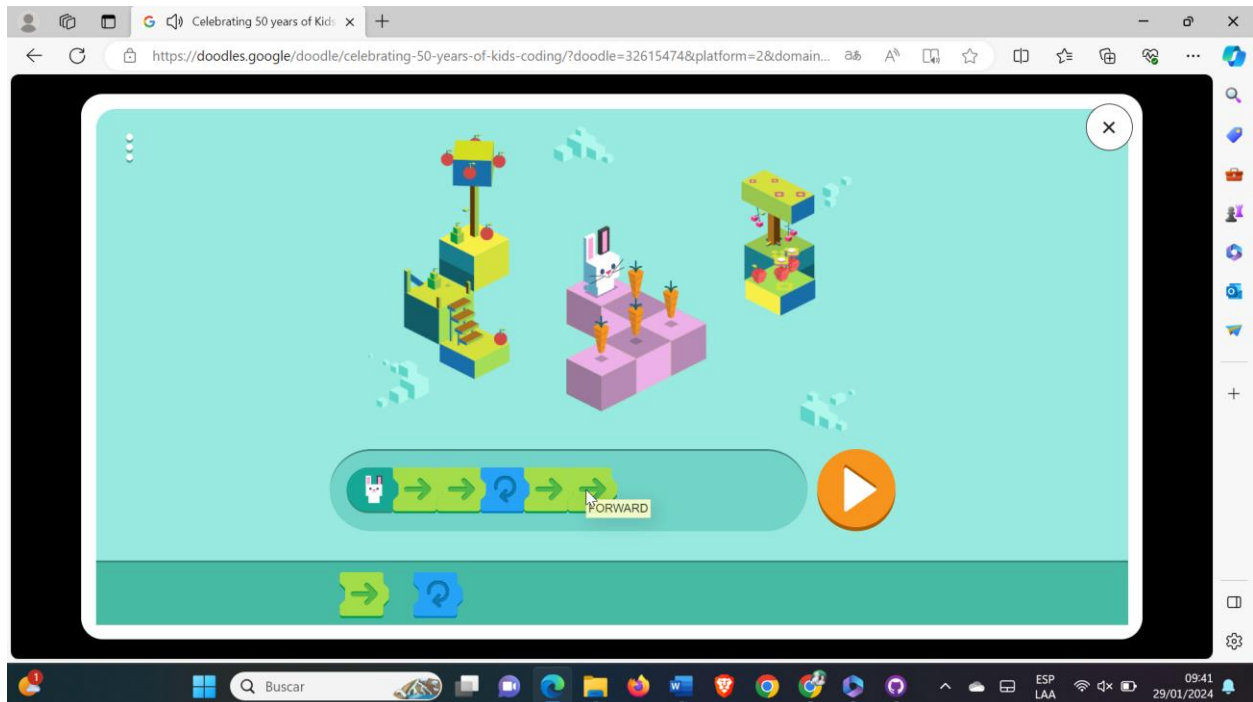 Celebrating 50 years of Kids
https://doodles.google/doodle/celebrating-50-years-of-kids-coding/?doodle=32615474&platform=2&domain...
FORWARD
Buscar
ESP
LAA
09:41
29/01/2024